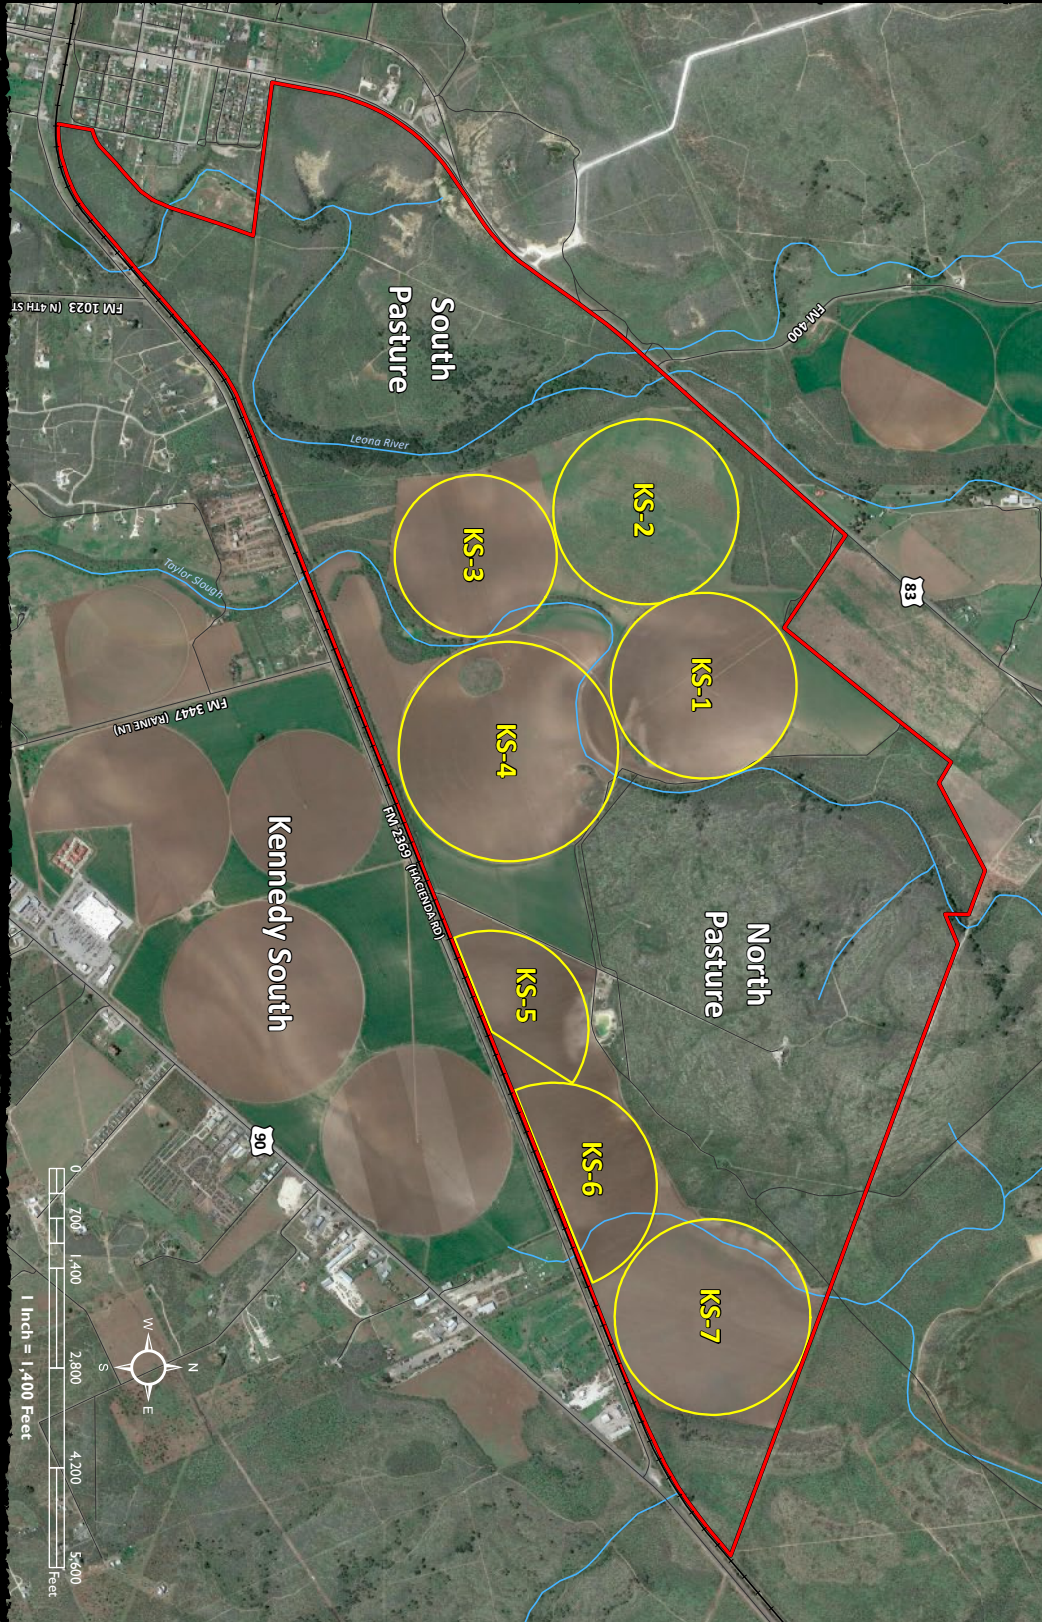 FM 400
83
South
Pasture
FM 1023 (N 4TH ST
Leona River
KS-2
KS-3
KS-1
KS-4
Taylor Slough
FM 3447 (RAINE LN)
FM 2369 (HACIENDA RD)
Kennedy South
North
Pasture
KS-5
KS-6
KS-7
90
N
W
E
S
0 700 1,400 2,800 4,200 5,600
Feet
1 Inch = 1,400 Feet